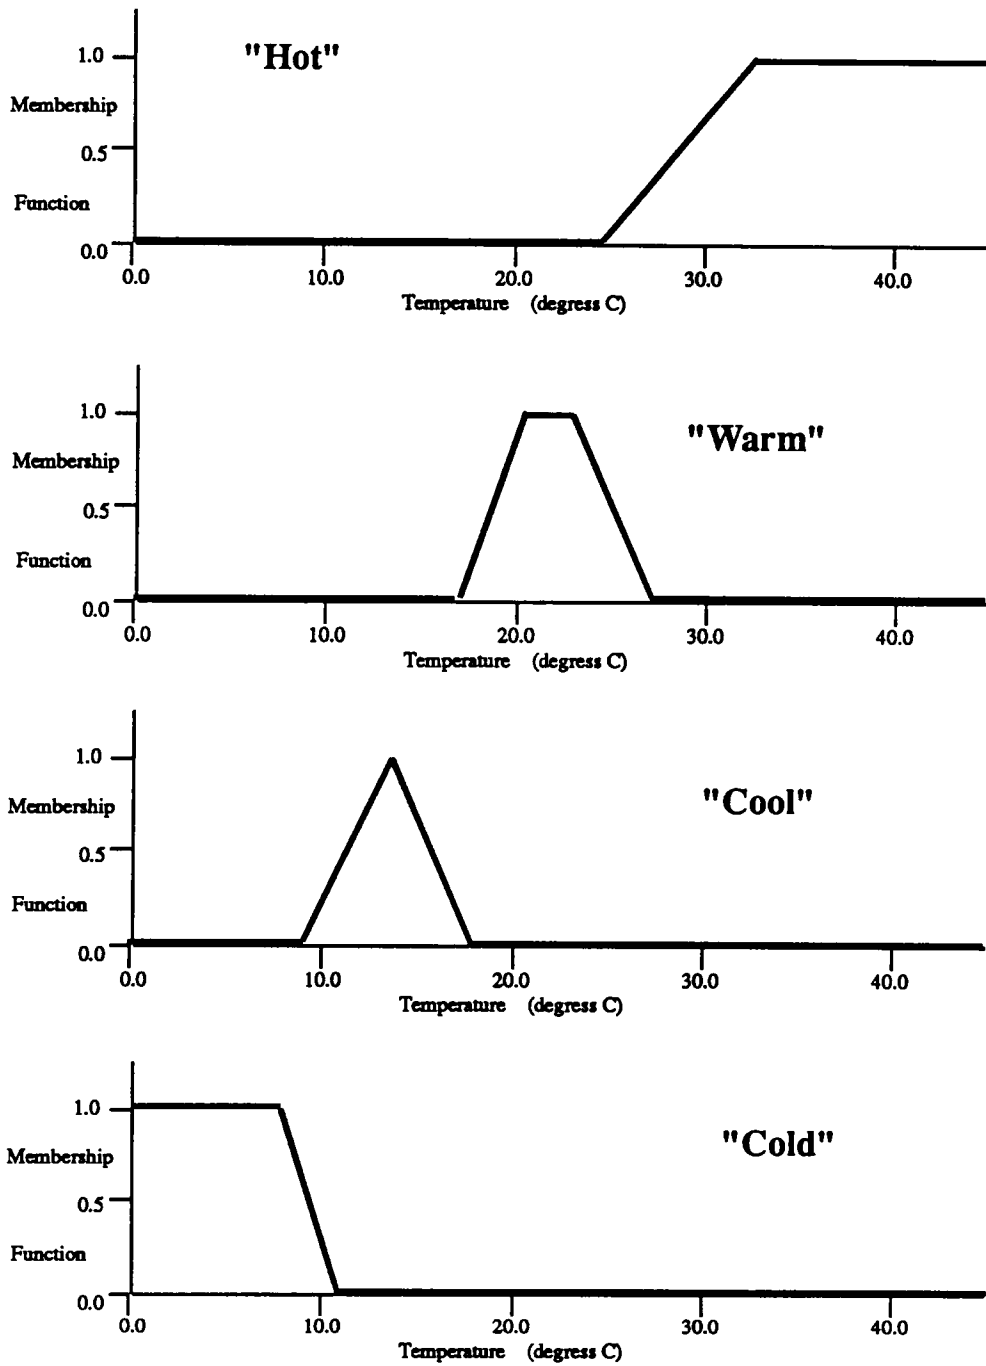 "Hot"
1.0
Membership
0.5
Function
0.0
0.0 10.0 20.0 30.0 40.0
Temperature (degress C)
1.0
"Warm"
Membership
0.5
Function
0.0
0.0 10.0 20.0 30.0 40.0
Temperature (degress C)
1.0
"Cool"
Membership
0.5
Function
0.0
0.0 10.0 20.0 30.0 40.0
Temperature (degress C)
1.0
"Cold"
Membership
0.5
Function
0.0
0.0 10.0 20.0 30.0 40.0
Temperature (degress C)